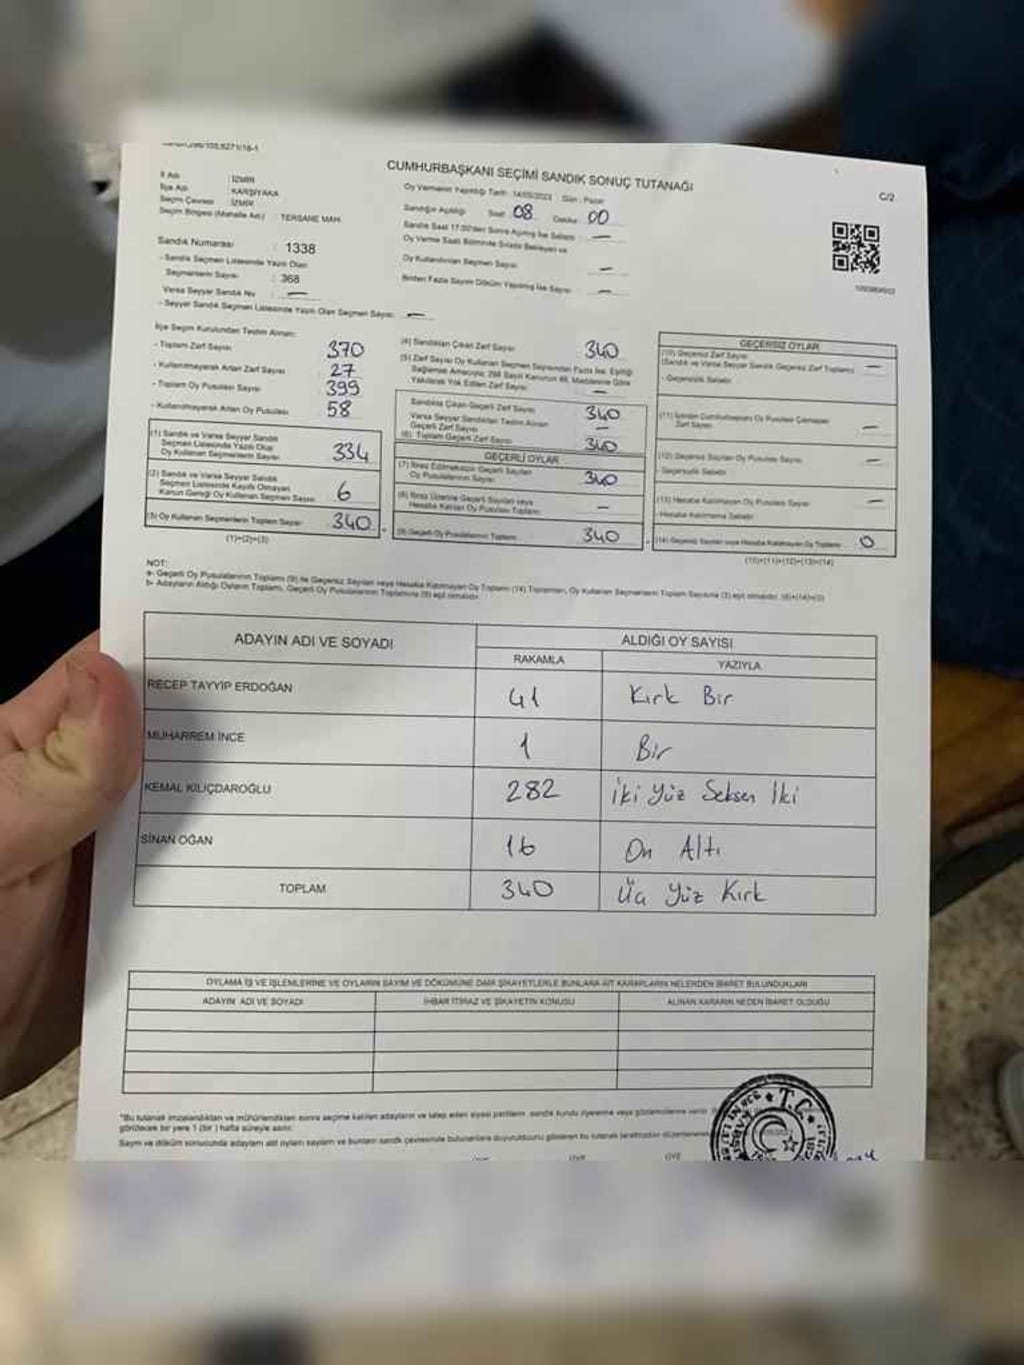 CUMHURBAŞKANI SEÇİMİ SANDIK SONUÇ TUTANAĞI
C/2
İl Adı : İZMİR
İlçe Adı : KARŞIYAKA
Seçim Çevresi : İZMİR
Seçim Bölgesi (Mahalle Adı) : TERSANE MAH.
Oy Vermenin Yapıldığı Tarih : 14/05/2023 Gün : Pazar
Sandığın Açıldığı Saat 08 Dakika 00
Sandık Saat 17:00'den Sonra Açılmış İse Sebebi : —
Oy Verme Saati Bitiminde Sırada Bekleyen ve
Oy Kullandırılan Seçmen Sayısı : —
Birden Fazla Sayım Döküm Yapılmış İse Sayısı : —
Sandık Numarası : 1338
- Sandık Seçmen Listesinde Yazılı Olan
Seçmenlerin Sayısı : 368
Varsa Seyyar Sandık No : —
- Seyyar Sandık Seçmen Listesinde Yazılı Olan Seçmen Sayısı : —
İlçe Seçim Kurulundan Teslim Alınan:
- Toplam Zarf Sayısı 370
- Kullanılmayarak Artan Zarf Sayısı 27
- Toplam Oy Pusulası Sayısı 399
- Kullanılmayarak Artan Oy Pusulası 58
(1) Sandık ve Varsa Seyyar Sandık
Seçmen Listesinde Yazılı Olup
Oy Kullanan Seçmenlerin Sayısı 334
(2) Sandık ve Varsa Seyyar Sandık
Seçmen Listesinde Kayıtlı Olmayan
Kanun Gereği Oy Kullanan Seçmen Sayısı 6
(3) Oy Kullanan Seçmenlerin Toplam Sayısı 340
(1)+(2)=(3)
(4) Sandıktan Çıkan Zarf Sayısı 340
(5) Zarf Sayısı Oy Kullanan Seçmen Sayısından Fazla İse, Eşitliği
Sağlamak Amacıyla; 298 Sayılı Kanunun 98. Maddesine Göre
Yakılarak Yok Edilen Zarf Sayısı —
Sandıkta Çıkan Geçerli Zarf Sayısı 340
Varsa Seyyar Sandıktan Teslim Alınan
Geçerli Zarf Sayısı —
(6) Toplam Geçerli Zarf Sayısı 340
GEÇERLİ OYLAR
(7) İtiraz Edilmeksizin Geçerli Sayılan
Oy Pusulalarının Sayısı 340
(8) İtiraz Üzerine Geçerli Sayılan veya
Hesaba Katılan Oy Pusulası Toplamı —
(9) Geçerli Oy Pusulalarının Toplamı 340
GEÇERSİZ OYLAR
(10) Geçersiz Zarf Sayısı
(Sandık ve Varsa Seyyar Sandık Geçersiz Zarf Toplamı) —
- Geçersizlik Sebebi:
(11) İçinden Cumhurbaşkanı Oy Pusulası Çıkmayan
Zarf Sayısı —
(12) Geçersiz Sayılan Oy Pusulası Sayısı —
- Geçersizlik Sebebi:
(13) Hesaba Katılmayan Oy Pusulası Sayısı —
- Hesaba Katılmama Sebebi:
(14) Geçersiz Sayılan veya Hesaba Katılmayan Oy Toplamı 0
(10)+(11)+(12)+(13)=(14)
NOT:
a- Geçerli Oy Pusulalarının Toplamı (9) ile Geçersiz Sayılan veya Hesaba Katılmayan Oy Toplamı (14) Toplamları, Oy Kullanan Seçmenlerin Toplam Sayısına (3) eşit olmalıdır. (9)+(14)=(3)
b- Adayların Aldığı Oyların Toplamı, Geçerli Oy Pusulalarının Toplamına (9) eşit olmalıdır.
ADAYIN ADI VE SOYADI ALDIĞI OY SAYISI
RAKAMLA YAZIYLA
RECEP TAYYİP ERDOĞAN 41 Kırk Bir
MUHARREM İNCE 1 Bir
KEMAL KILIÇDAROĞLU 282 İki Yüz Seksen İki
SİNAN OĞAN 16 On Altı
TOPLAM 340 Üç Yüz Kırk
OYLAMA İŞ VE İŞLEMLERİNE VE OYLARIN SAYIM VE DÖKÜMÜNE DAİR ŞİKAYETLERLE BUNLARA AİT KARARLARIN NELERDEN İBARET BULUNDUKLARI
ADAYIN ADI VE SOYADI İHBAR İTİRAZ VE ŞİKAYETİN KONUSU ALINAN KARARIN NEDEN İBARET OLDUĞU
"Bu tutanak imzalandıktan ve mühürlendikten sonra seçime katılan adayların ve talep eden siyasi partilerin sandık kurulu üyelerine veya gözlemcilerine verilir.
görülecek bir yere 1 (bir) hafta süreyle asılır.
Sayım ve döküm sonucunda adayların aldığı oyların sayılarını ve bunların sandık çevresinde bulunanlara duyurulduğunu gösteren bu tutanak tarafımızdan düzenlenerek
ÜYE ÜYE ÜYE
T.C.